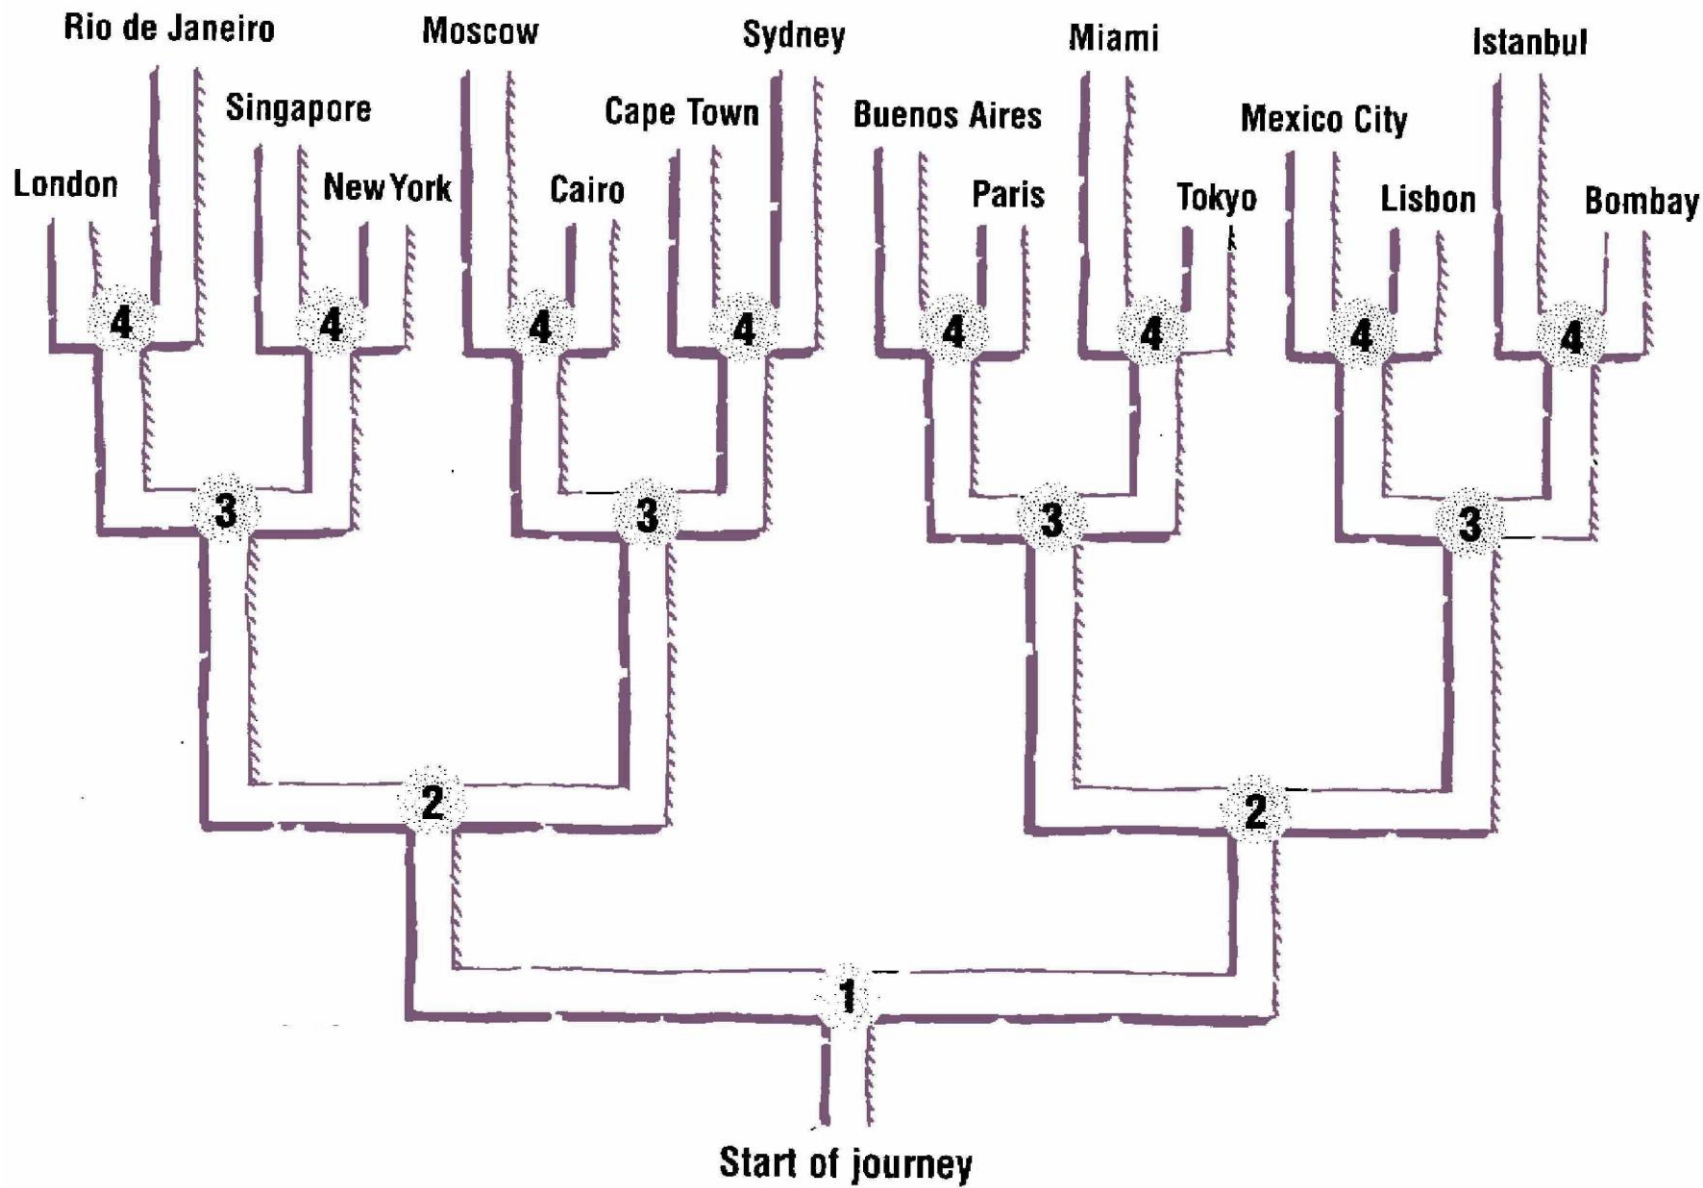 Rio de Janeiro
Moscow
Sydney
Miami
Istanbul
Singapore
Cape Town
Buenos Aires
Mexico City
London
New York
Cairo
Paris
Tokyo
Lisbon
Bombay
4 4 4 4 4 4 4 4
3 3 3 3
2 2
1
Start of journey